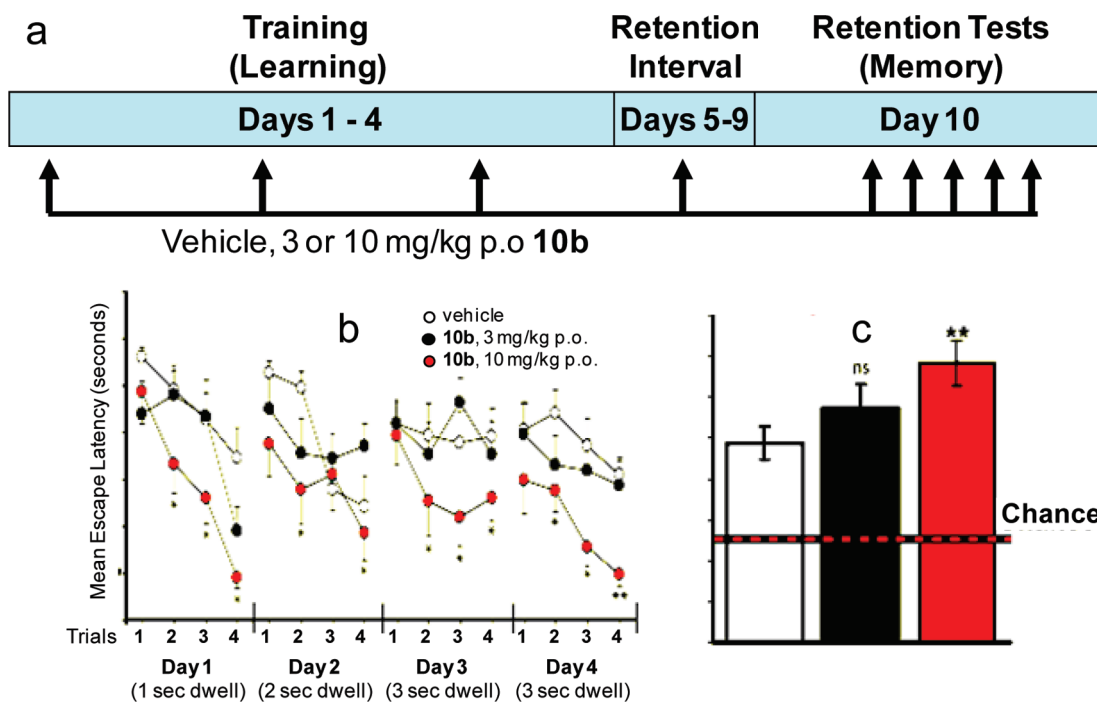 a
Training
(Learning)
Retention
Interval
Retention Tests
(Memory)
Days 1 - 4
Days 5-9
Day 10
Vehicle, 3 or 10 mg/kg p.o 10b
b
vehicle
10b, 3 mg/kg p.o.
10b, 10 mg/kg p.o.
Mean Escape Latency (seconds)
**
Trials 1 2 3 4 1 2 3 4 1 2 3 4 1 2 3 4
Day 1
(1 sec dwell)
Day 2
(2 sec dwell)
Day 3
(3 sec dwell)
Day 4
(3 sec dwell)
c
ns
**
Chance